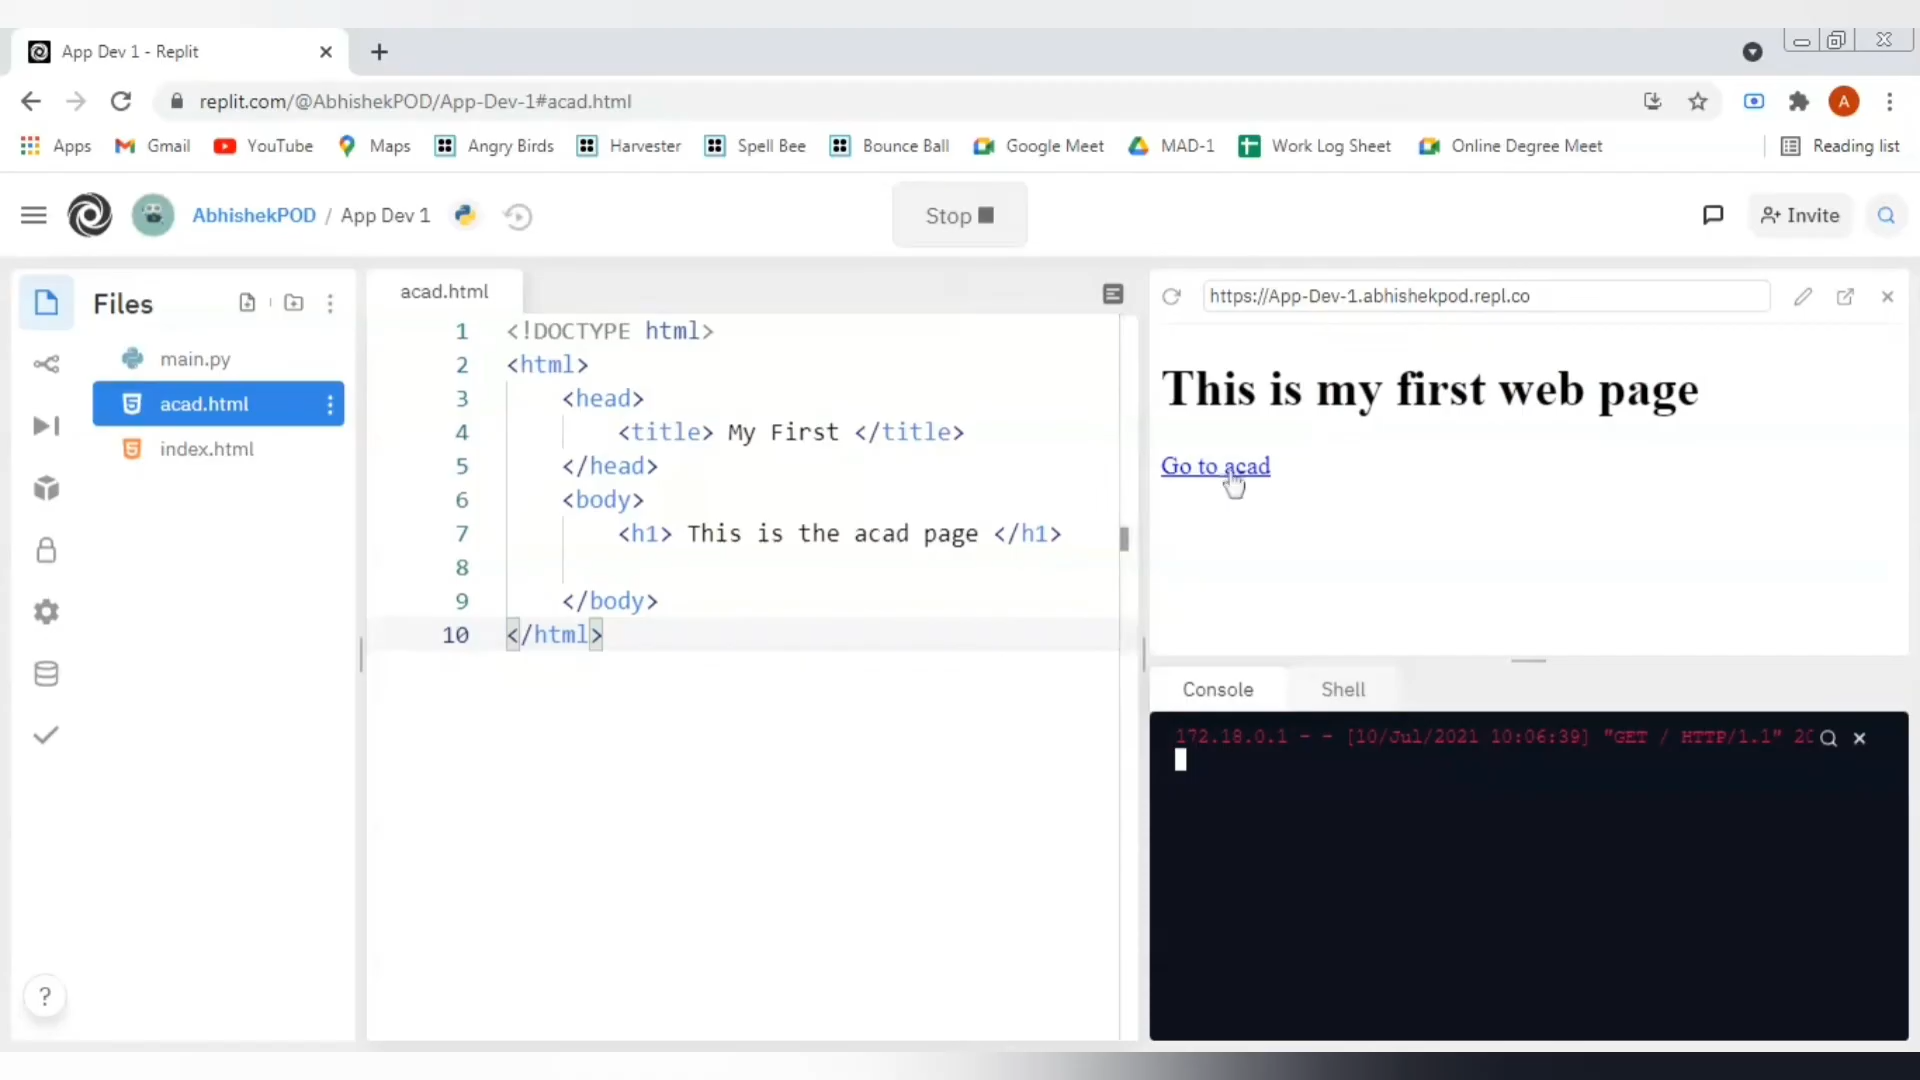 App Dev 1 - Replit
replit.com/@AbhishekPOD/App-Dev-1#acad.html
A
Apps Gmail YouTube Maps Angry Birds Harvester Spell Bee Bounce Ball Google Meet MAD-1 Work Log Sheet Online Degree Meet Reading list
AbhishekPOD / App Dev 1
Stop
Invite
Files
main.py
acad.html
index.html
?
acad.html
1 <!DOCTYPE html>
2 <html>
3 <head>
4 <title> My First </title>
5 </head>
6 <body>
7 <h1> This is the acad page </h1>
8
9 </body>
10 </html>
https://App-Dev-1.abhishekpod.repl.co
This is my first web page
Go to acad
Console Shell
172.18.0.1 - - [10/Jul/2021 10:06:39] "GET / HTTP/1.1"